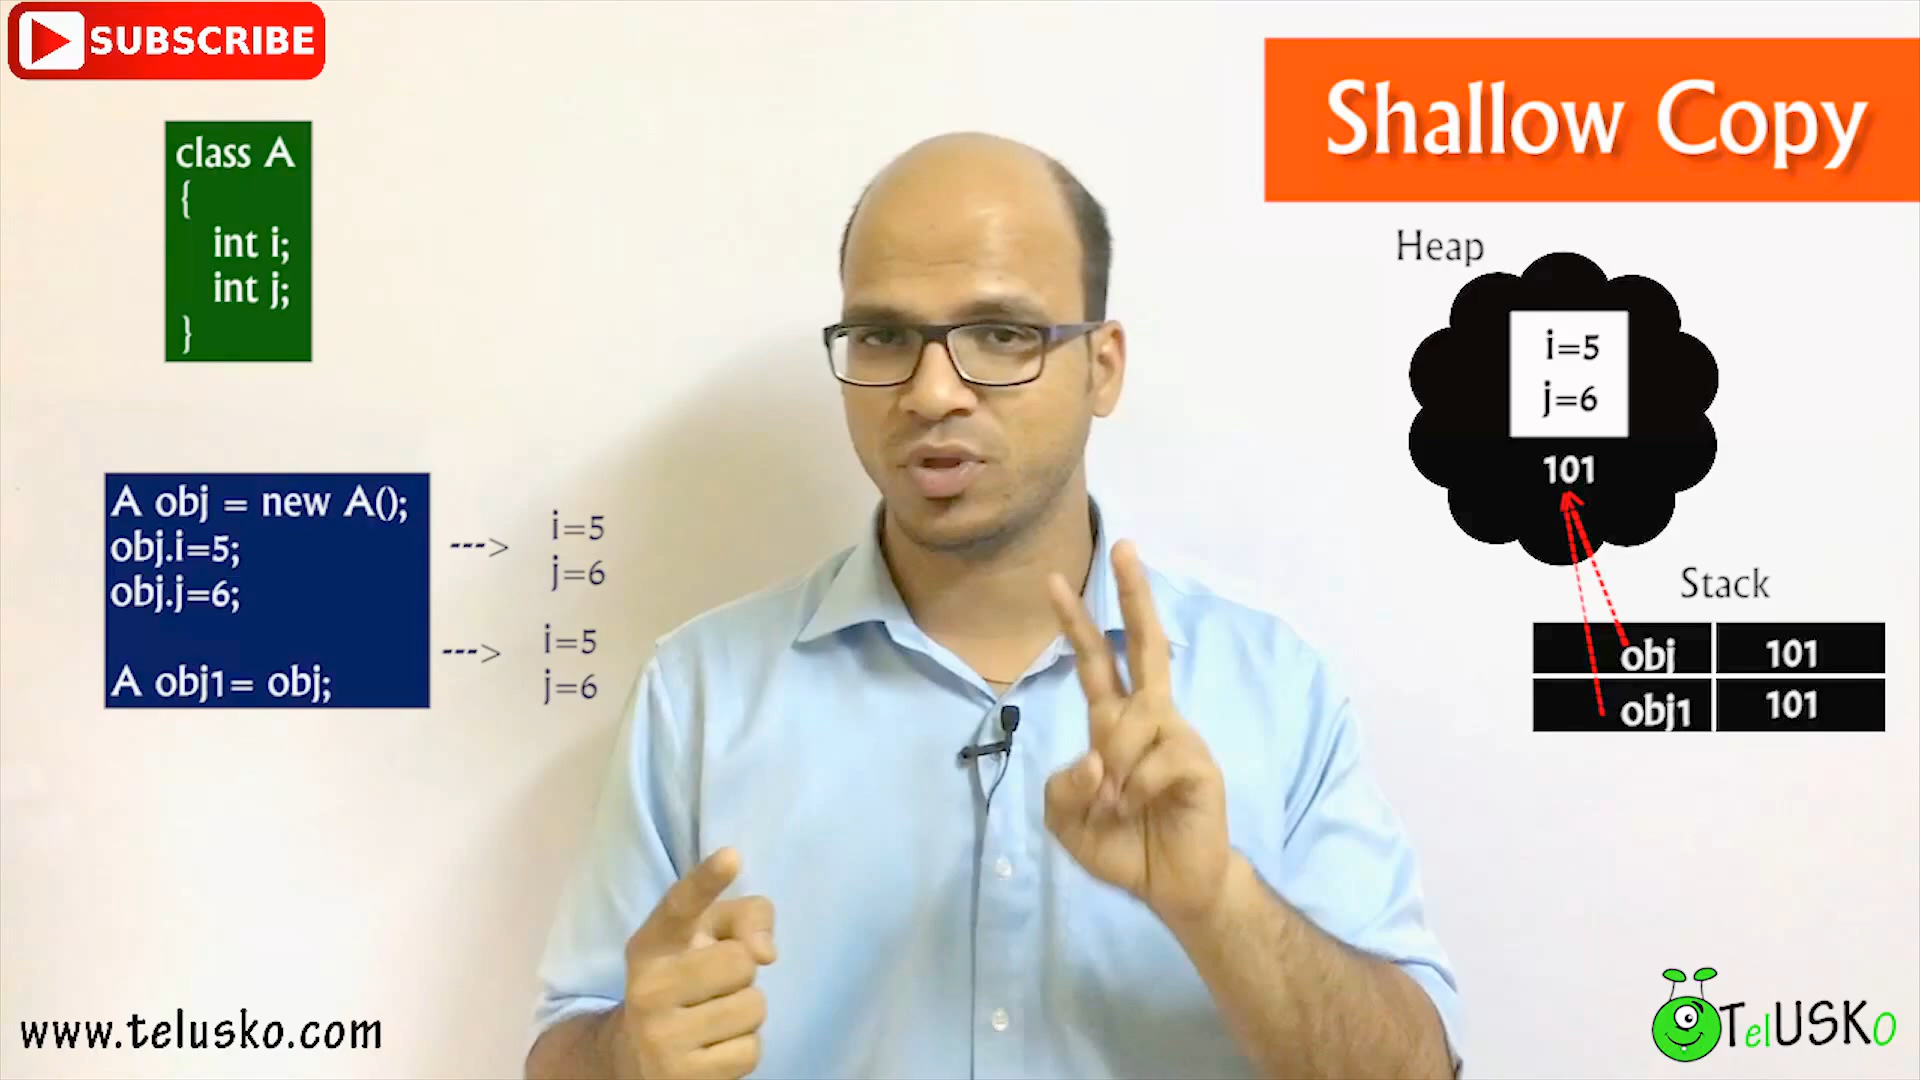 SUBSCRIBE
Shallow Copy
class A
{
int i;
int j;
}
Heap
i=5
j=6
101
A obj = new A();
obj.i=5;
obj.j=6;
A obj1= obj;
---> i=5
j=6
---> i=5
j=6
Stack
obj 101
obj1 101
www.telusko.com
TelUSKo